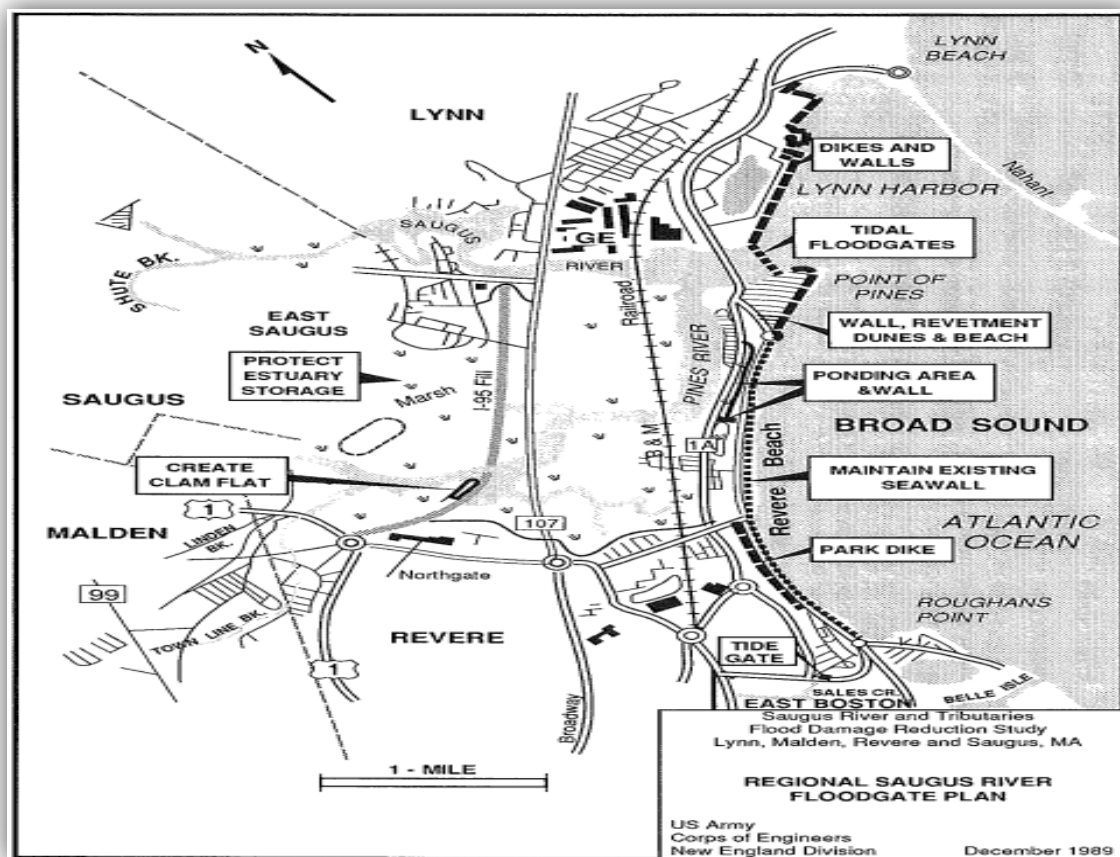 N
LYNN
BEACH
LYNN
DIKES AND
WALLS
Nahant
LYNN HARBOR
SAUGUS
TIDAL
FLOODGATES
GE
SHUTE BK.
RIVER
POINT OF
PINES
Railroad
EAST
SAUGUS
WALL, REVETMENT
DUNES & BEACH
PROTECT
ESTUARY
STORAGE
I-95 Fill
PINES RIVER
PONDING AREA
&WALL
Marsh
SAUGUS
BROAD SOUND
B & M
1A
Revere Beach
CREATE
CLAM FLAT
MAINTAIN EXISTING
SEAWALL
1
MALDEN
LINDEN
BK.
107
ATLANTIC
OCEAN
PARK DIKE
Northgate
99
ROUGHANS
POINT
TOWN LINE BK.
REVERE
TIDE
GATE
1
SALES CR.
BELLE ISLE
EAST BOSTON
Broadway
1 - MILE
Saugus River and Tributaries
Flood Damage Reduction Study
Lynn, Malden, Revere and Saugus, MA
REGIONAL SAUGUS RIVER
FLOODGATE PLAN
US Army
Corps of Engineers
New England Division December 1989